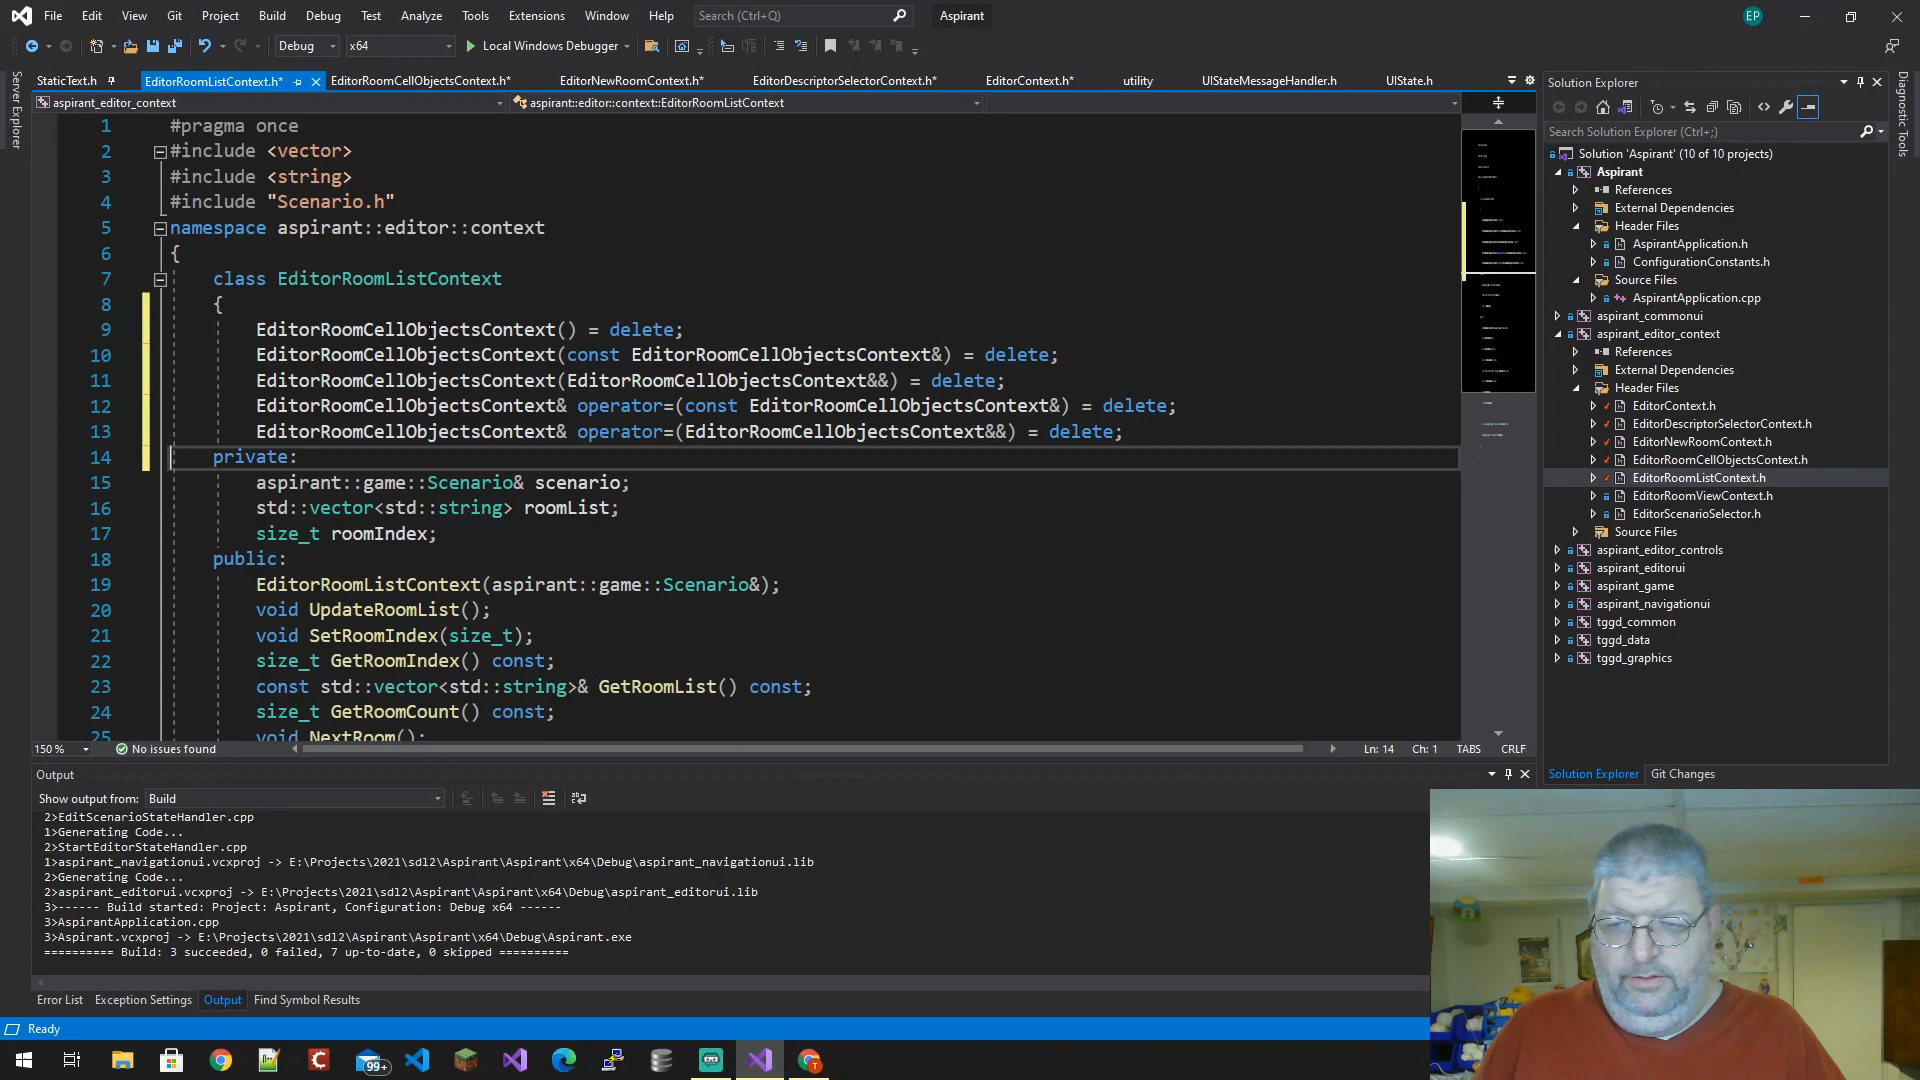 File Edit View Git Project Build Debug Test Analyze Tools Extensions Window Help Search (Ctrl+Q) Aspirant EP
Debug x64 Local Windows Debugger
Server Explorer
StaticText.h EditorRoomListContext.h* EditorRoomCellObjectsContext.h* EditorNewRoomContext.h* EditorDescriptorSelectorContext.h* EditorContext.h* utility UIStateMessageHandler.h UIState.h
aspirant_editor_context aspirant::editor::context::EditorRoomListContext
1 #pragma once
2 #include <vector>
3 #include <string>
4 #include "Scenario.h"
5 namespace aspirant::editor::context
6 {
7 class EditorRoomListContext
8 {
9 EditorRoomCellObjectsContext() = delete;
10 EditorRoomCellObjectsContext(const EditorRoomCellObjectsContext&) = delete;
11 EditorRoomCellObjectsContext(EditorRoomCellObjectsContext&&) = delete;
12 EditorRoomCellObjectsContext& operator=(const EditorRoomCellObjectsContext&) = delete;
13 EditorRoomCellObjectsContext& operator=(EditorRoomCellObjectsContext&&) = delete;
14 private:
15 aspirant::game::Scenario& scenario;
16 std::vector<std::string> roomList;
17 size_t roomIndex;
18 public:
19 EditorRoomListContext(aspirant::game::Scenario&);
20 void UpdateRoomList();
21 void SetRoomIndex(size_t);
22 size_t GetRoomIndex() const;
23 const std::vector<std::string>& GetRoomList() const;
24 size_t GetRoomCount() const;
25 void NextRoom();
150 % No issues found Ln: 14 Ch: 1 TABS CRLF
Output
Show output from: Build
2>EditScenarioStateHandler.cpp
1>Generating Code...
2>StartEditorStateHandler.cpp
1>aspirant_navigationui.vcxproj -> E:\Projects\2021\sdl2\Aspirant\Aspirant\x64\Debug\aspirant_navigationui.lib
2>Generating Code...
2>aspirant_editorui.vcxproj -> E:\Projects\2021\sdl2\Aspirant\Aspirant\x64\Debug\aspirant_editorui.lib
3>------ Build started: Project: Aspirant, Configuration: Debug x64 ------
3>AspirantApplication.cpp
3>Aspirant.vcxproj -> E:\Projects\2021\sdl2\Aspirant\Aspirant\x64\Debug\Aspirant.exe
========== Build: 3 succeeded, 0 failed, 7 up-to-date, 0 skipped ==========
Error List Exception Settings Output Find Symbol Results
Ready
Solution Explorer
Search Solution Explorer (Ctrl+;)
Solution 'Aspirant' (10 of 10 projects)
Aspirant
References
External Dependencies
Header Files
AspirantApplication.h
ConfigurationConstants.h
Source Files
AspirantApplication.cpp
aspirant_commonui
aspirant_editor_context
References
External Dependencies
Header Files
EditorContext.h
EditorDescriptorSelectorContext.h
EditorNewRoomContext.h
EditorRoomCellObjectsContext.h
EditorRoomListContext.h
EditorRoomViewContext.h
EditorScenarioSelector.h
Source Files
aspirant_editor_controls
aspirant_editorui
aspirant_game
aspirant_navigationui
tggd_common
tggd_data
tggd_graphics
Solution Explorer Git Changes
Diagnostic Tools
99+